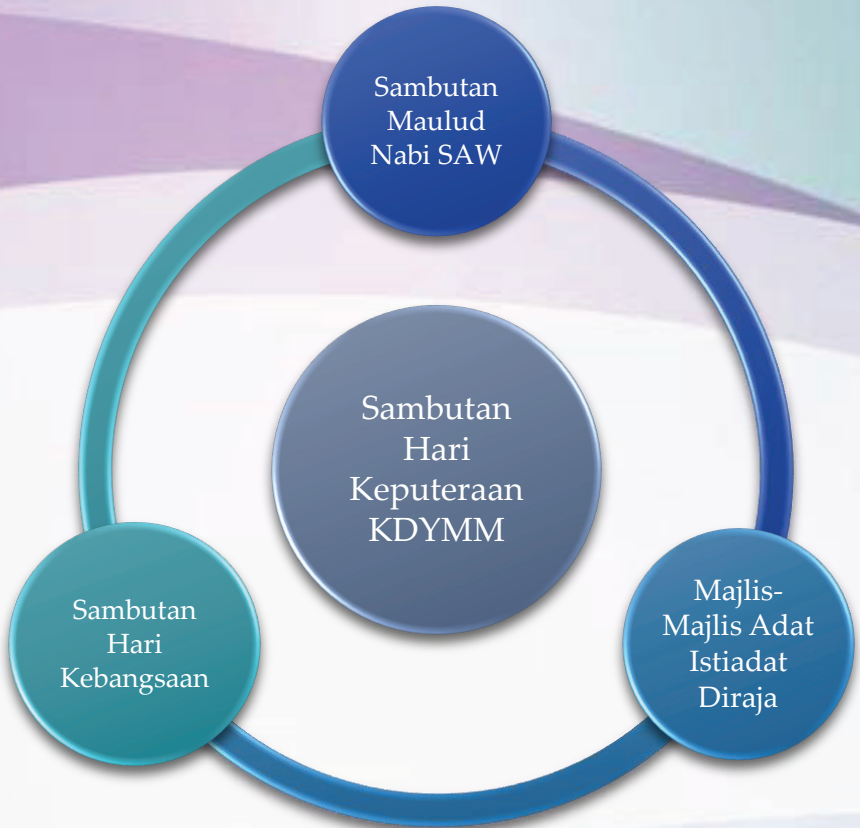 Sambutan
Maulud
Nabi SAW
Sambutan
Hari
Keputeraan
KDYMM
Sambutan
Hari
Kebangsaan
Majlis-
Majlis Adat
Istiadat
Diraja